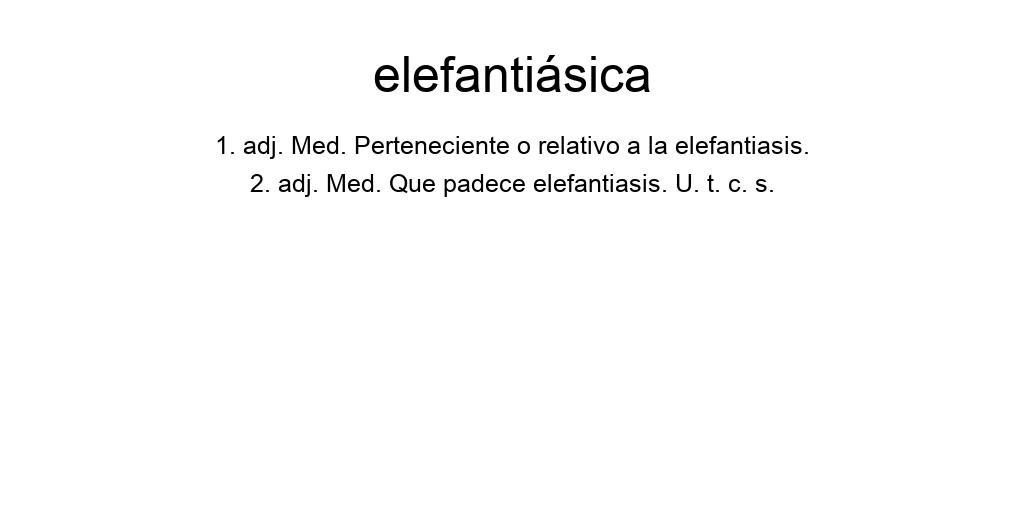 elefantiásica
1. adj. Med. Perteneciente o relativo a la elefantiasis.
2. adj. Med. Que padece elefantiasis. U. t. c. s.